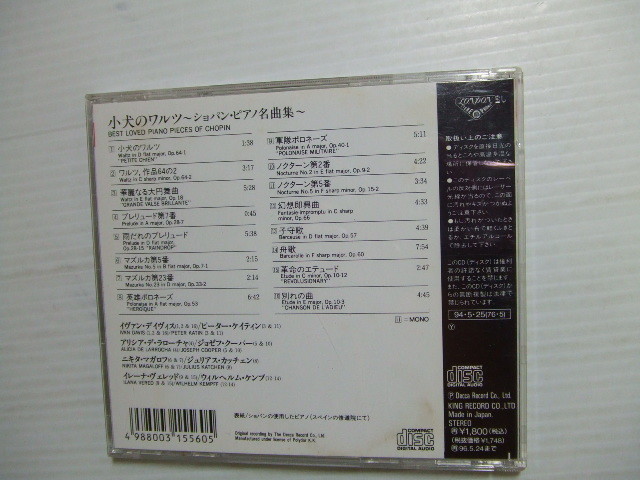 小犬のワルツ〜ショパン・ピアノ名曲集〜
BEST LOVED PIANO PIECES OF CHOPIN
小犬のワルツ 1:38
Waltz in D flat major, Op.64-1
"PETITS CHIEN"
ワルツ, 作品64の2 3:17
Waltz in C sharp minor, Op.64-2
華麗なる大円舞曲 5:28
Waltz in E flat major, Op.18
"GRANDE VALSE BRILLANTE"
プレリュード第7番 0:45
Prelude in A major, Op.28-7
雨だれのプレリュード 5:38
Prelude in D flat major,
Op.28-15 "RAINDROP"
マズルカ第5番 2:15
Mazurka No.5 in B flat major, Op.7-1
マズルカ第23番 2:14
Mazurka No.23 in D major, Op.33-2
英雄ポロネーズ 6:42
Polonaise in A flat major, Op.53
"HEROIQUE"
軍隊ポロネーズ 5:11
Polonaise in A major, Op.40-1
"POLONAISE MILITAIRE"
ノクターン第2番 4:22
Nocturne No.2 in E flat major, Op.9-2
ノクターン第5番 3:34
Nocturne No.5 in F sharp minor, Op.15-2
幻想即興曲 4:33
Fantasie impromptu in C sharp
minor, Op.66
子守歌 4:39
Berceuse in D flat major, Op.57
舟歌 7:54
Barcarolle in F sharp major, Op.60
革命のエテュード 2:47
Etude in C minor, Op.10-12
"REVOLUTIONARY"
別れの曲 4:45
Etude in E major, Op.10-3
"CHANSON DE L'ADIEU"
=MONO
イヴァン・デイヴィス ピーター・ケイティン
IVAN DAVIS PETER KATIN
アリシア・デ・ラローチャ ジョゼフ・クーパー
ALICIA DE LARROCHA JOSEPH COOPER
ニキタ・マガロフ ジュリアス・カッチェン
NIKITA MAGALOFF JULIUS KATCHEN
イレーナ・ヴェレッド ウィルヘルム・ケンプ
ILANA VERED WILHELM KEMPFF
表紙／ショパンの使用したピアノ（スペインの修道院にて）
4 988003 155605
Original recording by The Decca Record Co., Ltd.
Manufactured under license of Polydor K.K.
COMPACT
disc
DIGITAL AUDIO
LONDON
取扱い上のご注意
94・5・25(76・5)
Y
COMPACT
disc
DIGITAL AUDIO
Ⓟ Decca Record Co., Ltd.
KING RECORD CO., LTD
Made in Japan.
STEREO
¥1,800(税込)
(税抜価格 ¥1,748)
96.5.24まで